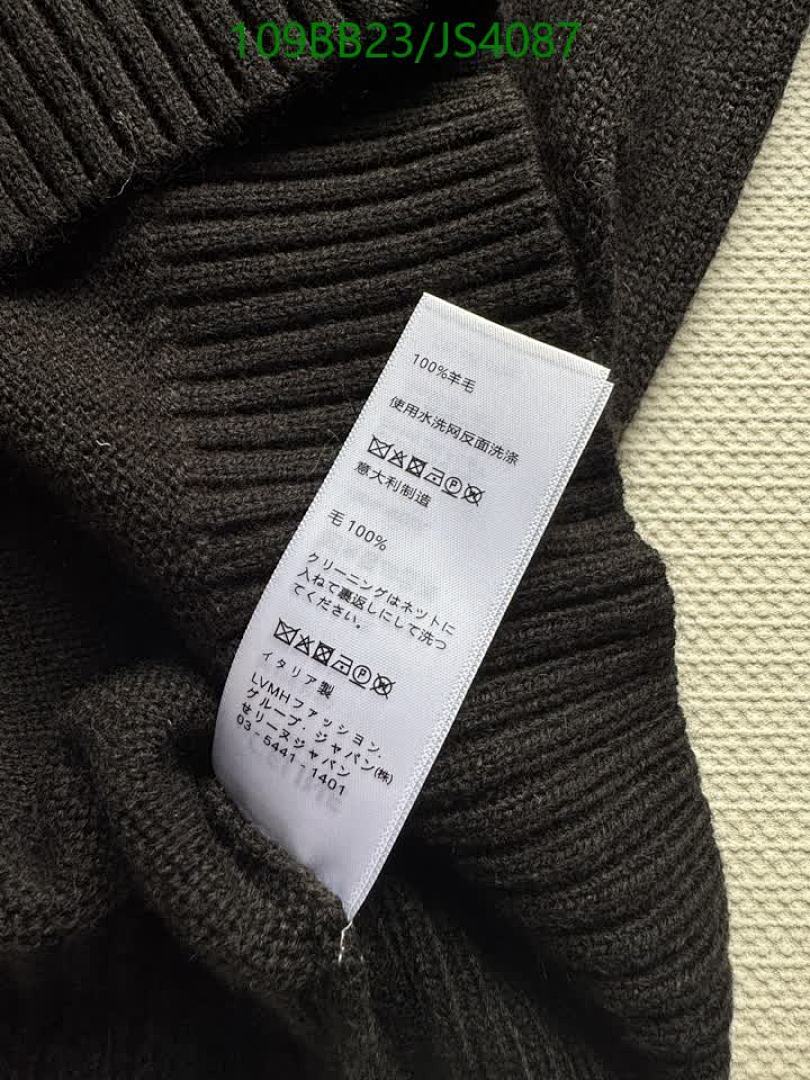 109BB23/JS4087
100%羊毛
使用水洗网反面洗涤
意大利制造
毛 100%
クリーニングはネットに
入れて裏返しにして洗っ
てください。
イタリア製
LVMHファッション.
グループ.ジャパン(株)
セリーヌジャパン
03-5441-1401